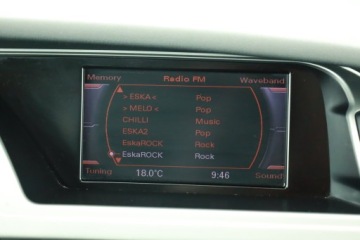 Memory Radio FM Waveband
> ESKA < Pop
> MELO < Pop
CHILLI Music
ESKA2 Pop
EskaROCK Rock
EskaROCK Rock
Tuning 18.0°C 9:46 Sound